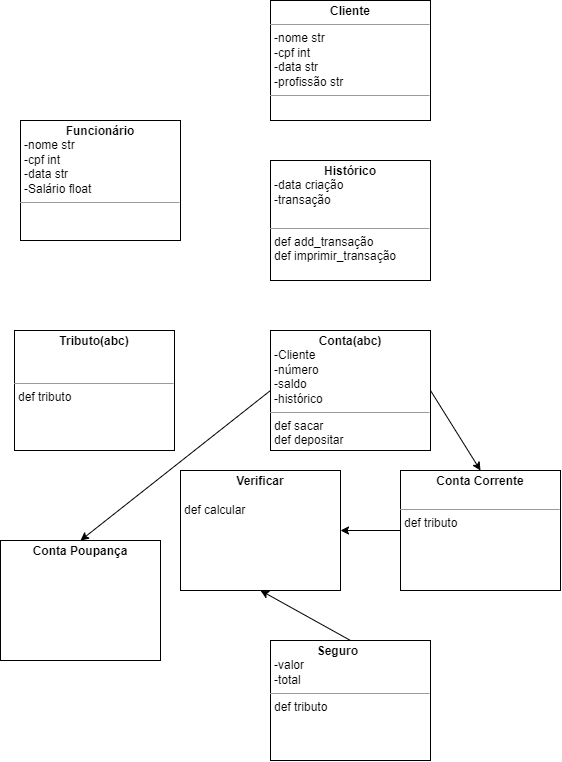 Cliente
-nome str
-cpf int
-data str
-profissão str
Funcionário
-nome str
-cpf int
-data str
-Salário float
Histórico
-data criação
-transação
def add_transação
def imprimir_transação
Tributo(abc)
def tributo
Conta(abc)
-Cliente
-número
-saldo
-histórico
def sacar
def depositar
Verificar
def calcular
Conta Corrente
def tributo
Conta Poupança
Seguro
-valor
-total
def tributo